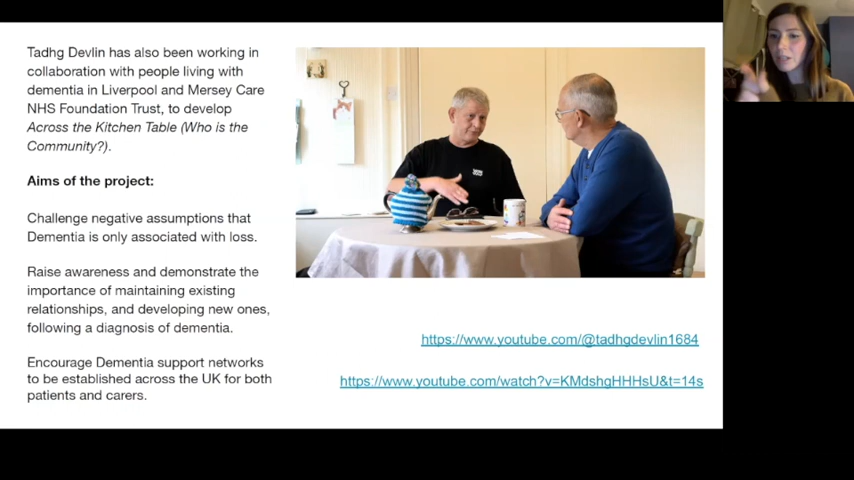 Tadhg Devlin has also been working in
collaboration with people living with
dementia in Liverpool and Mersey Care
NHS Foundation Trust, to develop
Across the Kitchen Table (Who is the
Community?).
Aims of the project:
Challenge negative assumptions that
Dementia is only associated with loss.
Raise awareness and demonstrate the
importance of maintaining existing
relationships, and developing new ones,
following a diagnosis of dementia.
Encourage Dementia support networks
to be established across the UK for both
patients and carers.
https://www.youtube.com/@tadhgdevlin1684
https://www.youtube.com/watch?v=KMdshgHHHsU&t=14s